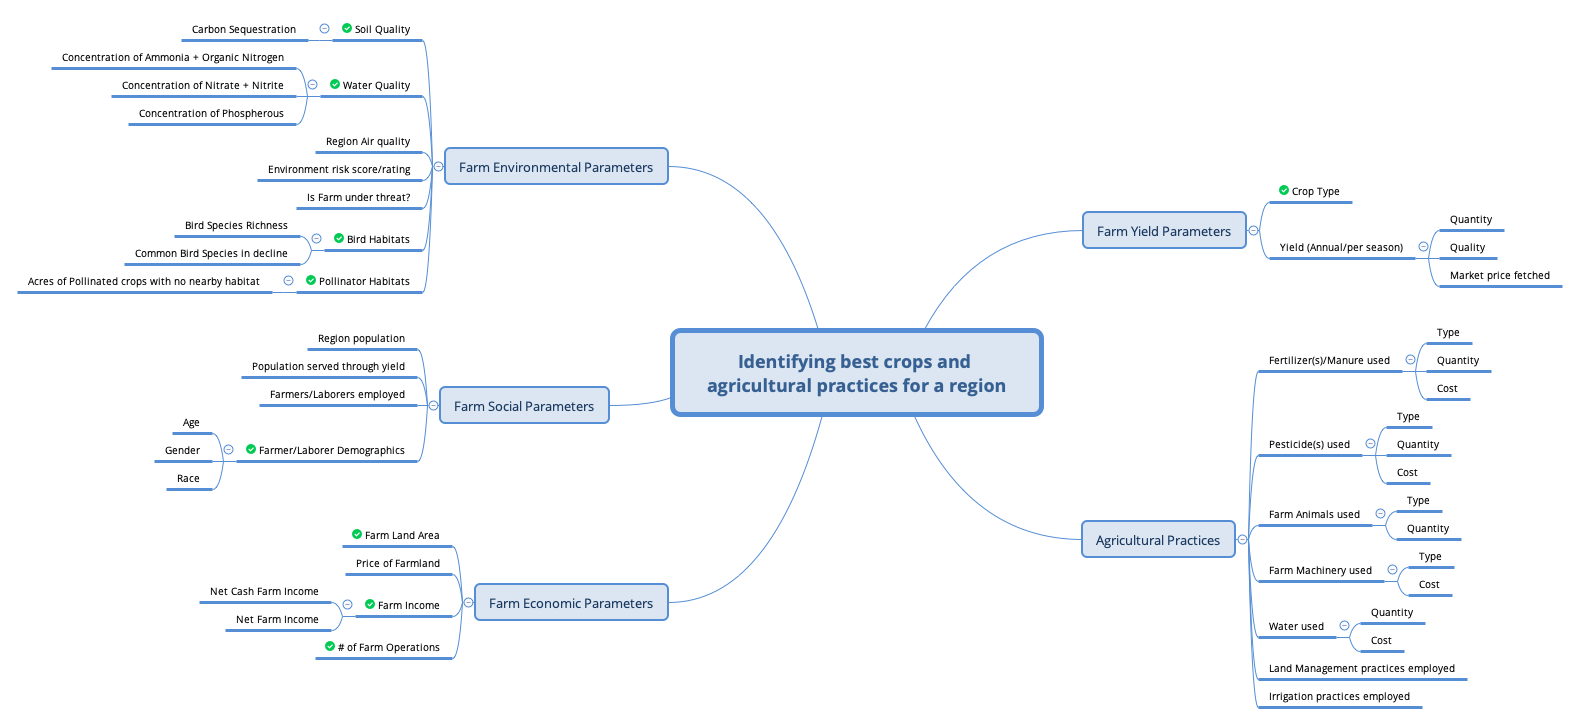 Identifying best crops and
agricultural practices for a region
Farm Environmental Parameters
Soil Quality
Carbon Sequestration
Water Quality
Concentration of Ammonia + Organic Nitrogen
Concentration of Nitrate + Nitrite
Concentration of Phospherous
Region Air quality
Environment risk score/rating
Is Farm under threat?
Bird Habitats
Bird Species Richness
Common Bird Species in decline
Pollinator Habitats
Acres of Pollinated crops with no nearby habitat
Farm Social Parameters
Region population
Population served through yield
Farmers/Laborers employed
Farmer/Laborer Demographics
Age
Gender
Race
Farm Economic Parameters
Farm Land Area
Price of Farmland
Farm Income
Net Cash Farm Income
Net Farm Income
# of Farm Operations
Farm Yield Parameters
Crop Type
Yield (Annual/per season)
Quantity
Quality
Market price fetched
Agricultural Practices
Fertilizer(s)/Manure used
Type
Quantity
Cost
Pesticide(s) used
Type
Quantity
Cost
Farm Animals used
Type
Quantity
Farm Machinery used
Type
Cost
Water used
Quantity
Cost
Land Management practices employed
Irrigation practices employed